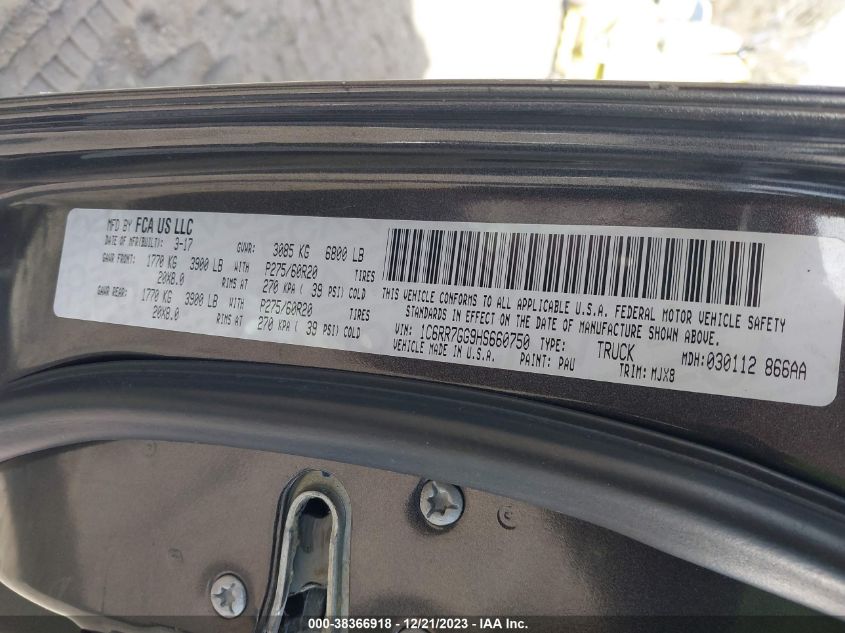 MFD BY FCA US LLC
DATE OF MFR(BUILT): 3-17 GVWR: 3085 KG 6800 LB
GAWR FRONT: 1770 KG 3900 LB WITH P275/60R20 TIRES
20X8.0 RIMS AT 270 KPA ( 39 PSI) COLD
GAWR REAR: 1770 KG 3900 LB WITH P275/60R20 TIRES
20X8.0 RIMS AT 270 KPA ( 39 PSI) COLD
THIS VEHICLE CONFORMS TO ALL APPLICABLE U.S.A. FEDERAL MOTOR VEHICLE SAFETY
STANDARDS IN EFFECT ON THE DATE OF MANUFACTURE SHOWN ABOVE.
VIN: 1C6RR7GG9HS660750 TYPE: TRUCK MDH:030112 866AA
VEHICLE MADE IN U.S.A. PAINT: PAU TRIM: MJX8
000-38366918 - 12/21/2023 - 1C6RR7GG9HS660750